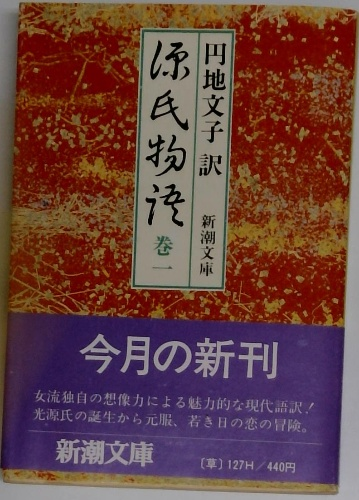 円地文子 訳
源氏物語 巻一
新潮文庫
今月の新刊
女流独自の想像力による魅力的な現代語訳！
光源氏の誕生から元服、若き日の恋の冒険。
新潮文庫
〔草〕127H／440円